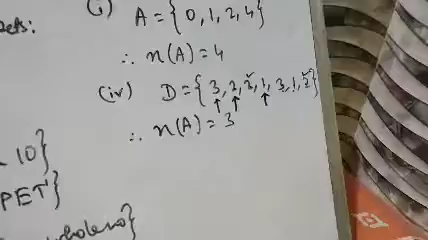 sets:
(i) A = {0, 1, 2, 4}
∴ n(A) = 4
(iv) D = {3, 2, 2, 1, 3, 1, 2}
∴ n(A) = 3
10}
PET}